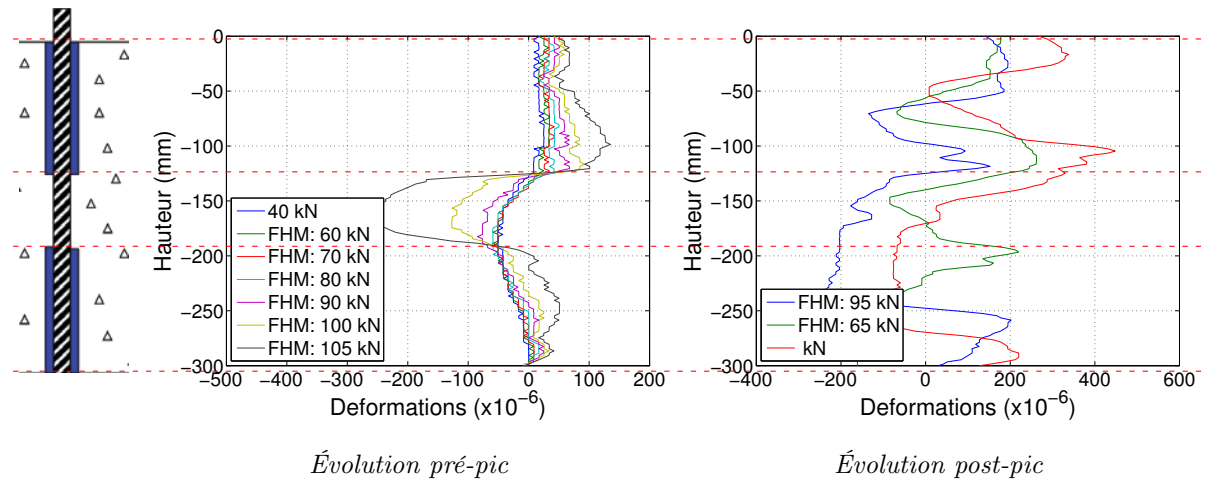 0
−50
−100
−150
−200
−250
−300
Hauteur (mm)
40 kN
FHM: 60 kN
FHM: 70 kN
FHM: 80 kN
FHM: 90 kN
FHM: 100 kN
FHM: 105 kN
−500 −400 −300 −200 −100 0 100 200
Deformations (x10⁻⁶)
Évolution pré-pic
0
−50
−100
−150
−200
−250
−300
Hauteur (mm)
FHM: 95 kN
FHM: 65 kN
kN
−400 −200 0 200 400 600
Deformations (x10⁻⁶)
Évolution post-pic